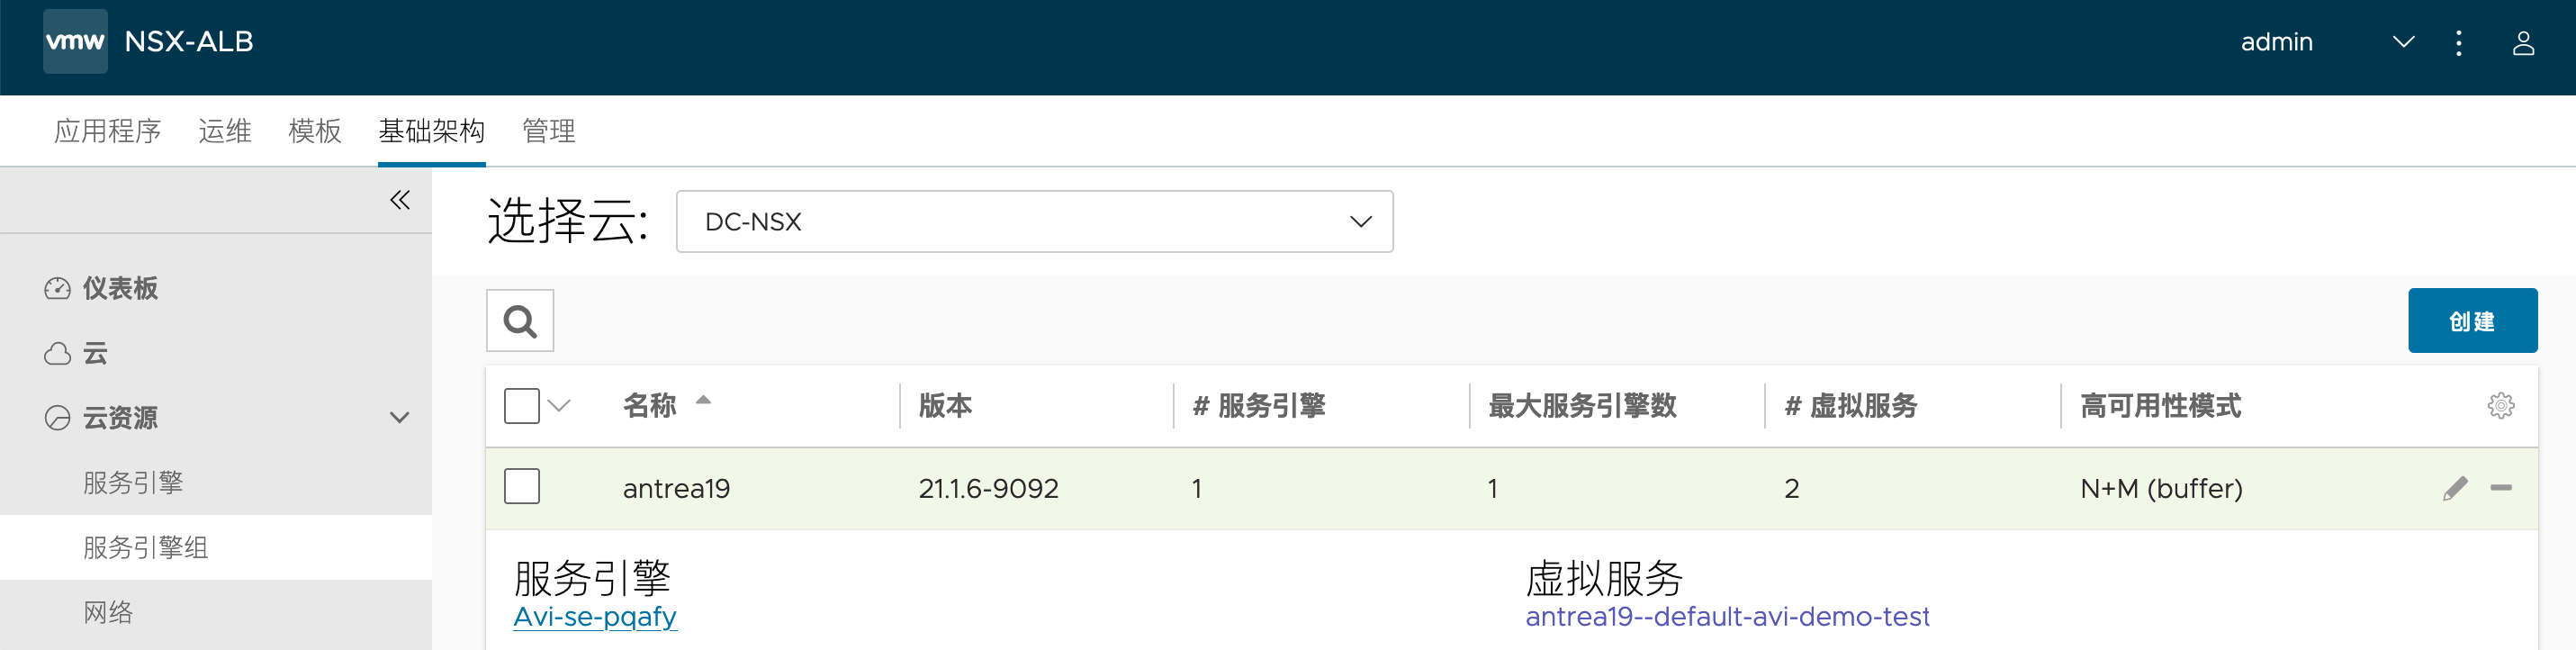 vmw NSX-ALB admin
应用程序 运维 模板 基础架构 管理
选择云: DC-NSX
仪表板
云
云资源
服务引擎
服务引擎组
网络
创建
名称 版本 # 服务引擎 最大服务引擎数 # 虚拟服务 高可用性模式
antrea19 21.1.6-9092 1 1 2 N+M (buffer)
服务引擎 虚拟服务
Avi-se-pqafy antrea19--default-avi-demo-test